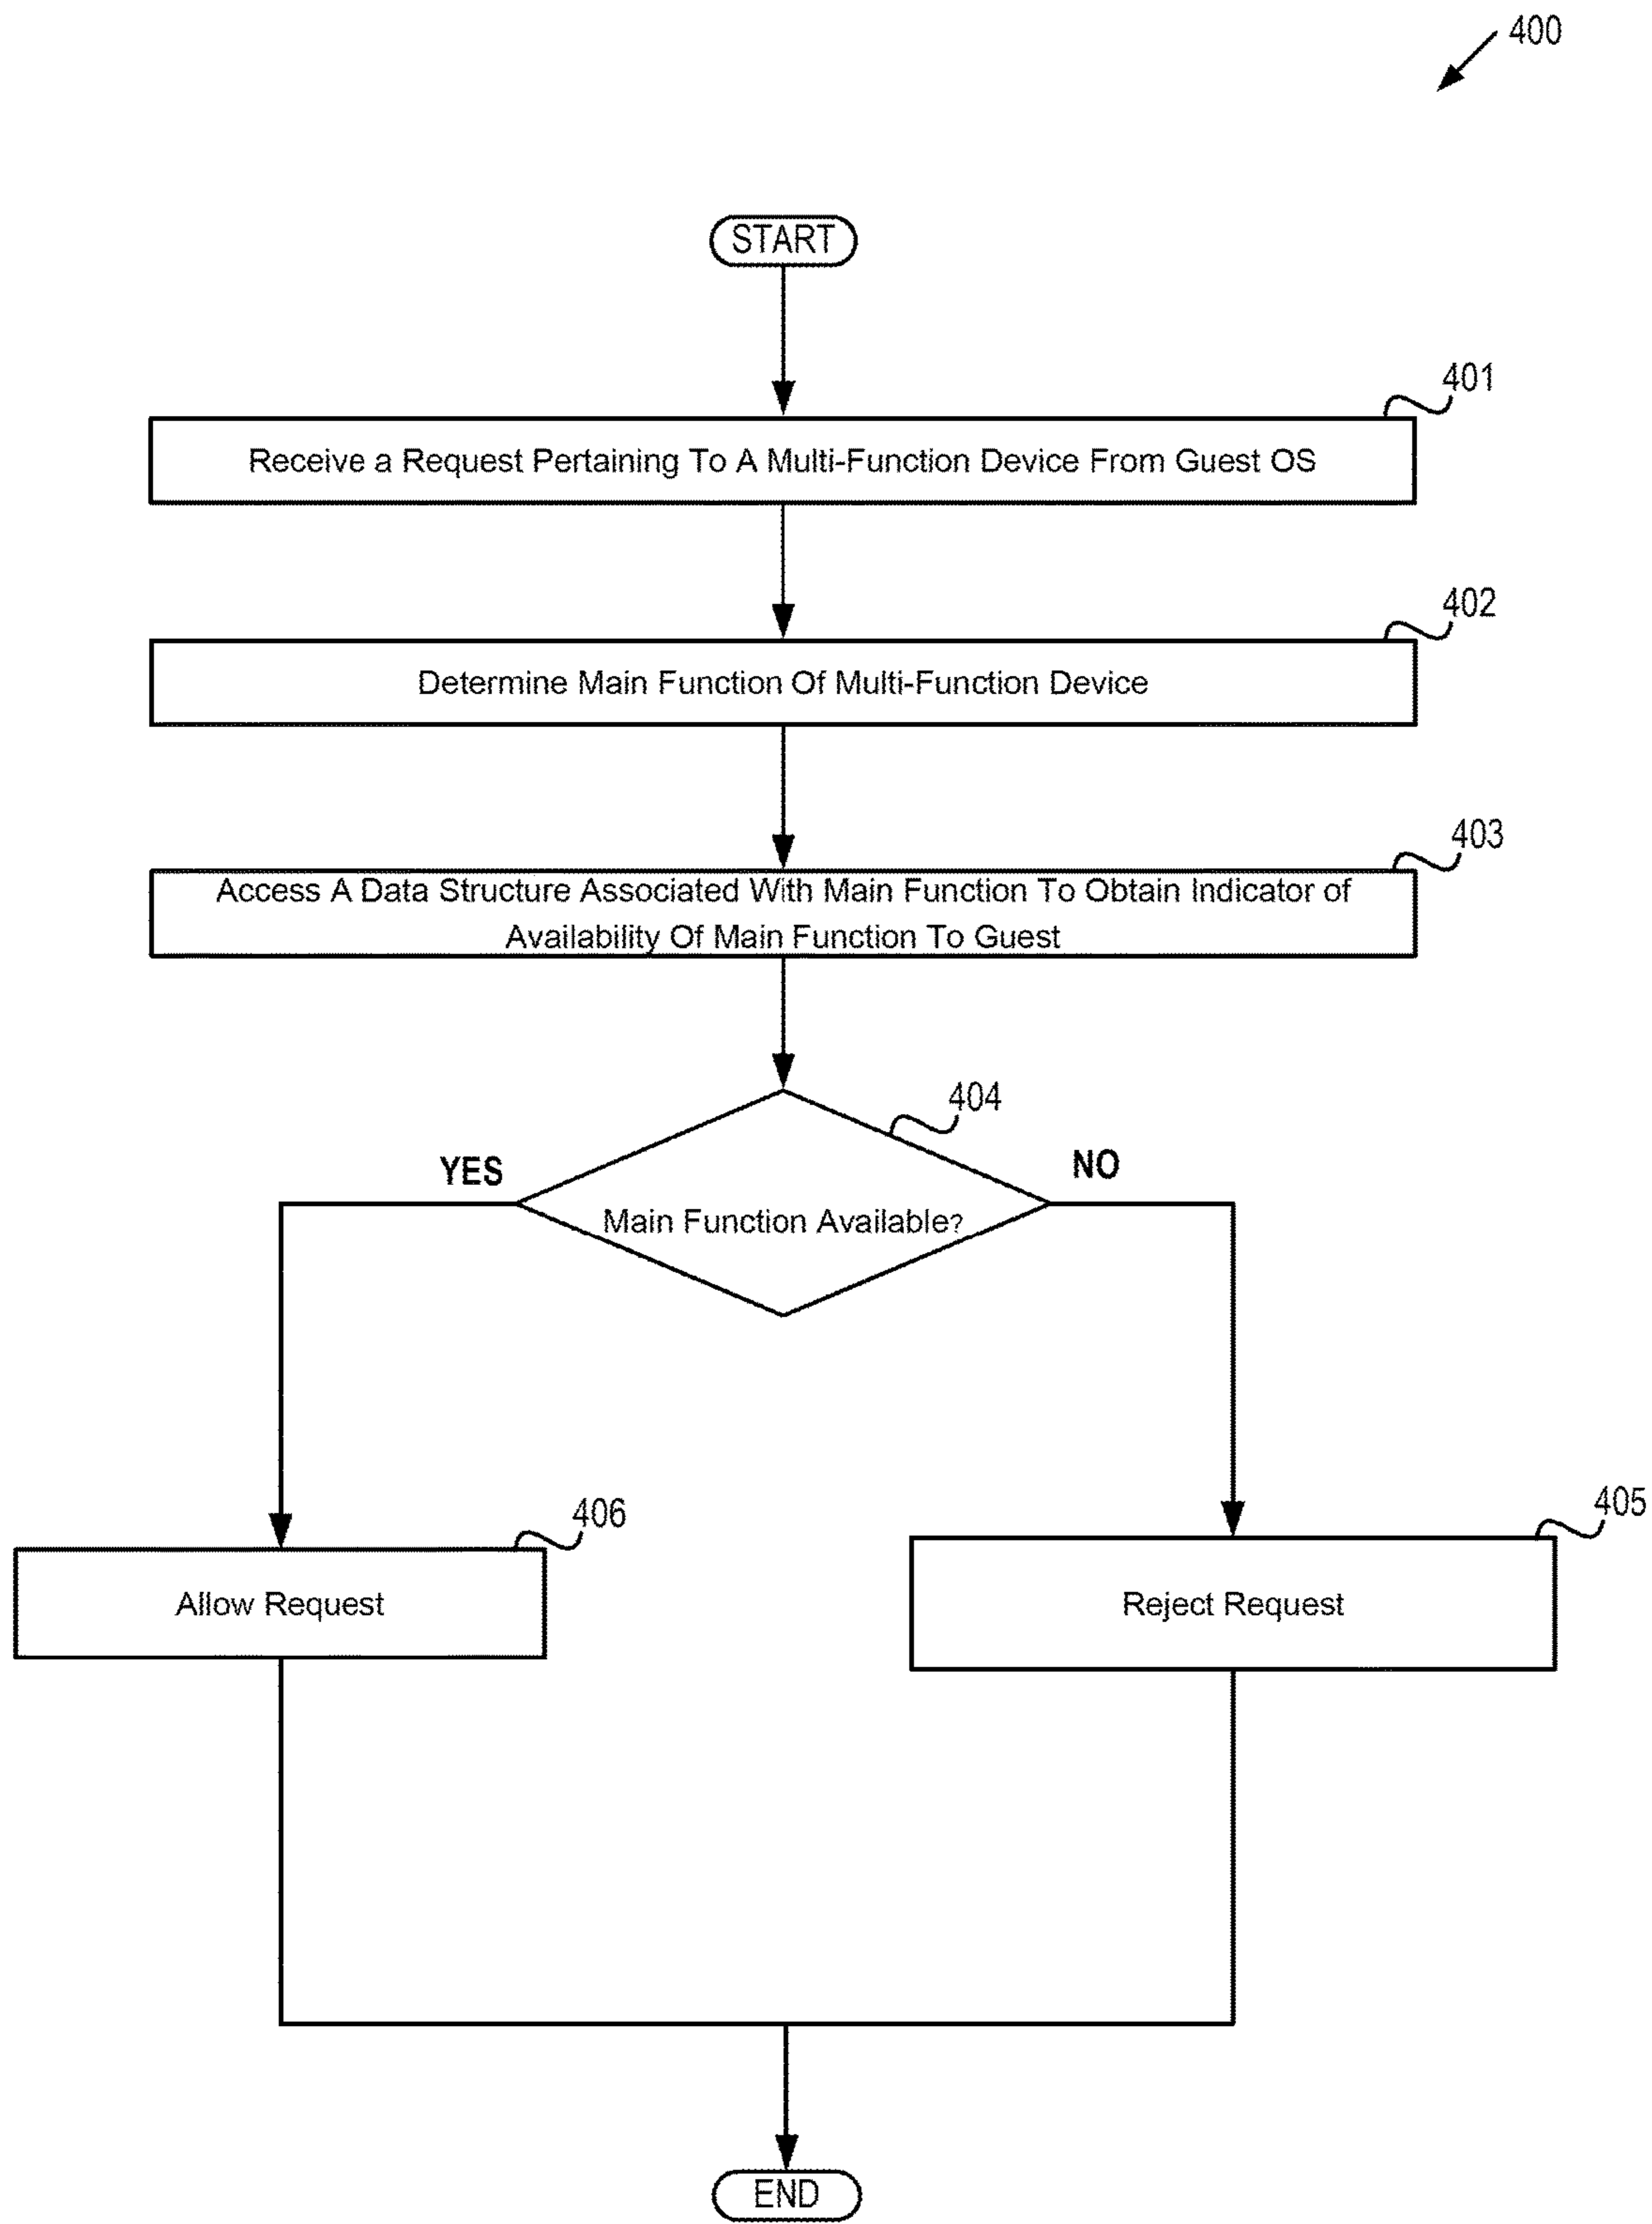 400
START
401
Receive a Request Pertaining To A Multi-Function Device From Guest OS
402
Determine Main Function Of Multi-Function Device
403
Access A Data Structure Associated With Main Function To Obtain Indicator of
Availability Of Main Function To Guest
404
YES
NO
Main Function Available?
406
405
Allow Request
Reject Request
END